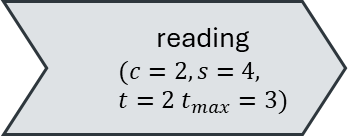 reading
(c = 2, s = 4,
t = 2 t_max = 3)